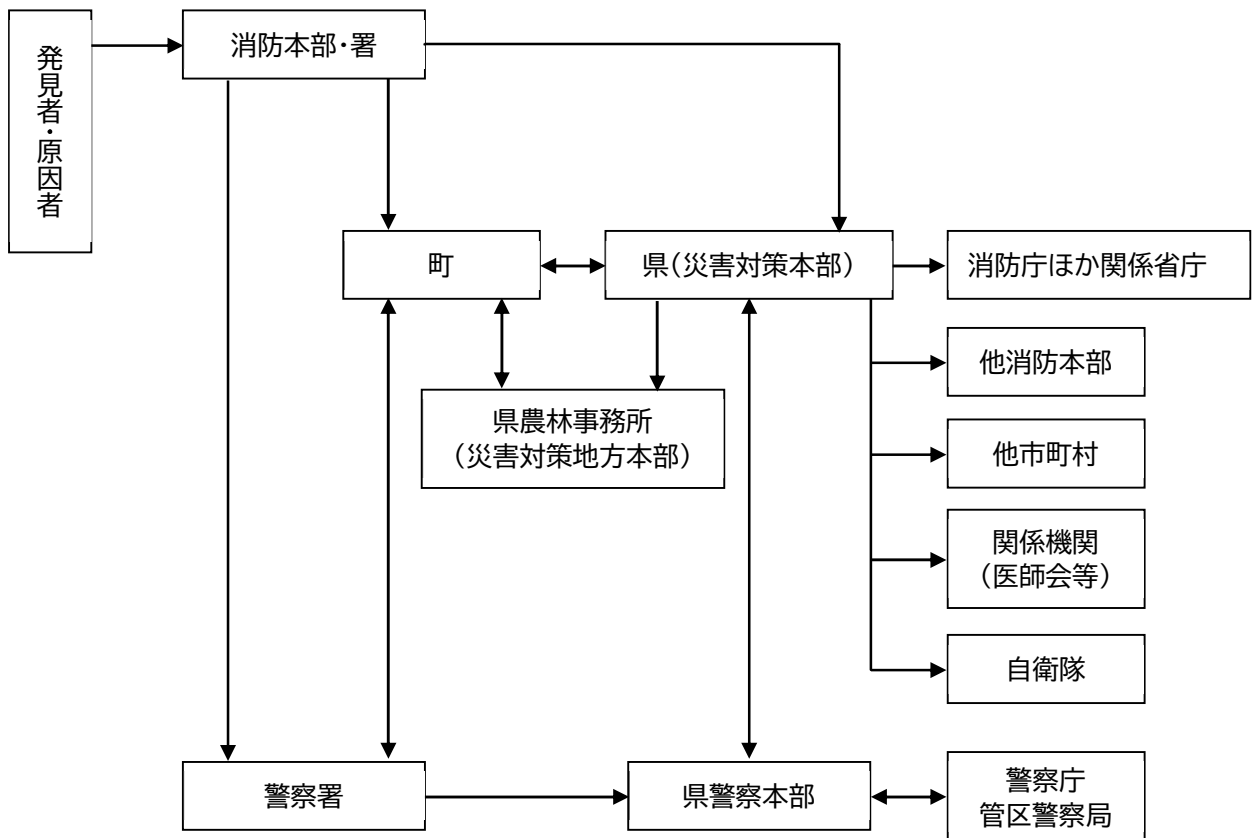 発見者・原因者
消防本部・署
町
県（災害対策本部）
消防庁ほか関係省庁
他消防本部
県農林事務所
（災害対策地方本部）
他市町村
関係機関
（医師会等）
自衛隊
警察署
県警察本部
警察庁
管区警察局